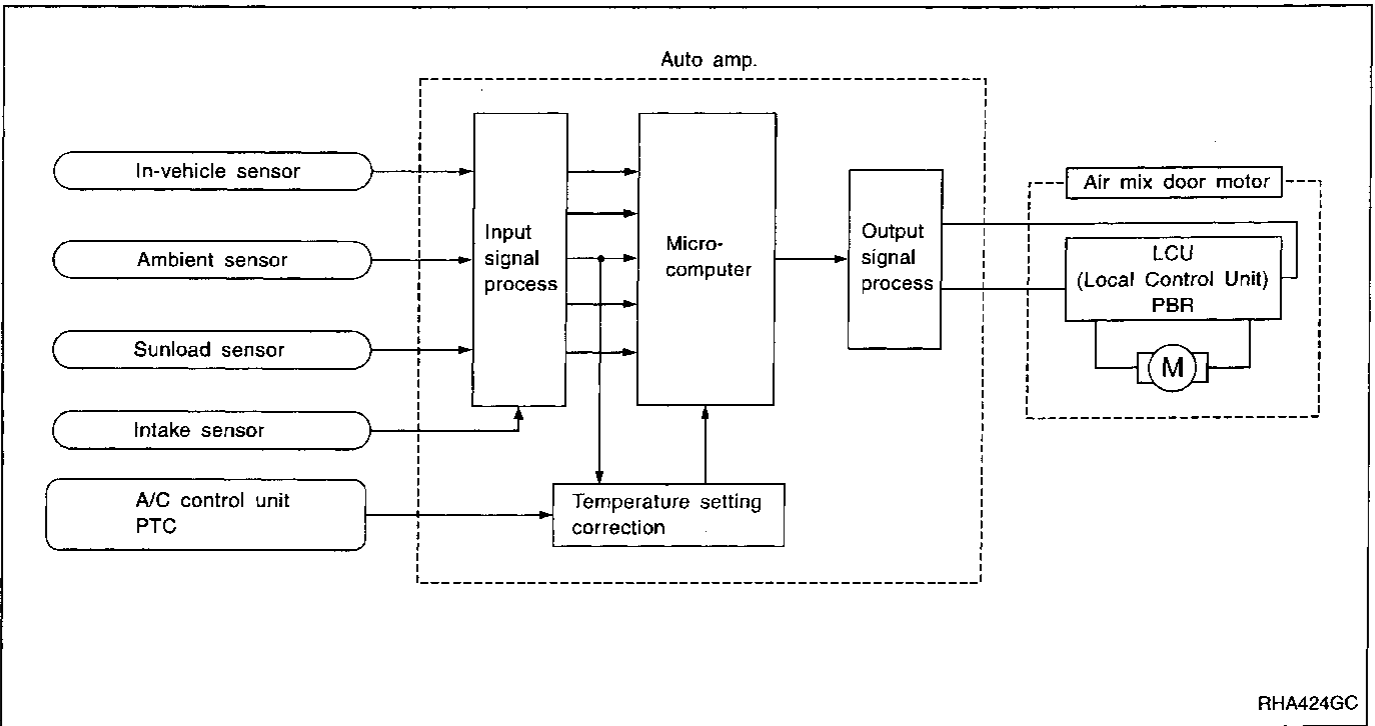 Auto amp.
In-vehicle sensor
Ambient sensor
Sunload sensor
Intake sensor
A/C control unit
PTC
Input
signal
process
Micro-
computer
Temperature setting
correction
Output
signal
process
Air mix door motor
LCU
(Local Control Unit)
PBR
M
RHA424GC